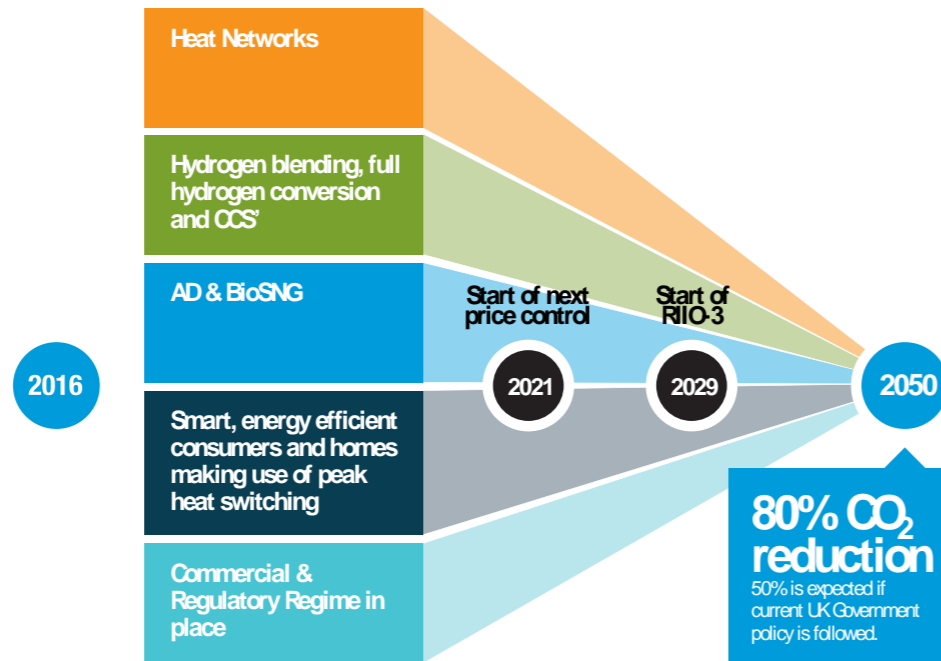 Heat Networks
Hydrogen blending, full
hydrogen conversion
and CCS'
AD & BioSNG
Start of next
price control
Start of
RIIO-3
2016
2021
2029
2050
Smart, energy efficient
consumers and homes
making use of peak
heat switching
Commercial &
Regulatory Regime in
place
80% CO₂
reduction
50% is expected if
current UK Government
policy is followed.